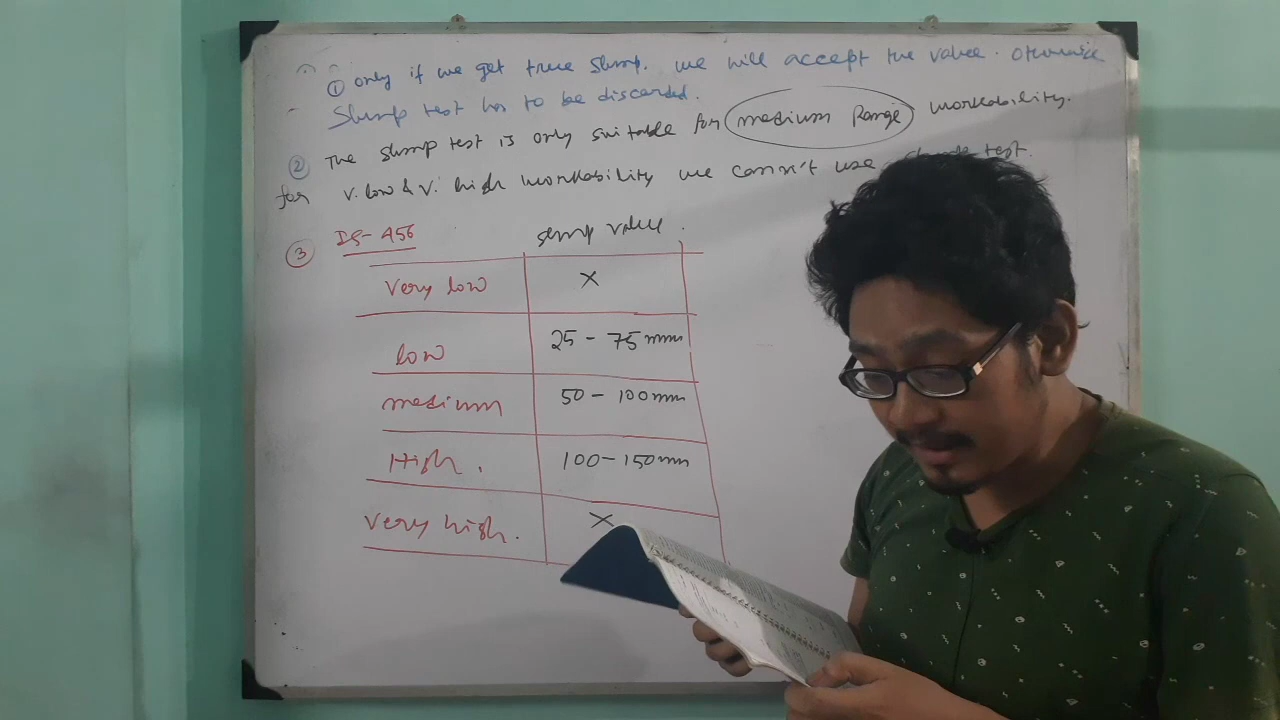 ① only if we get true slump. we will accept the value. Otherwise
Slump test has to be discarded.
② The slump test is only suitable for medium Range workability.
for v. low & v. high workability we cann't use test.
③ IS-456 slump value.
Very low X
low 25 - 75 mm
medium 50 - 100 mm
High. 100 - 150 mm
Very high. X